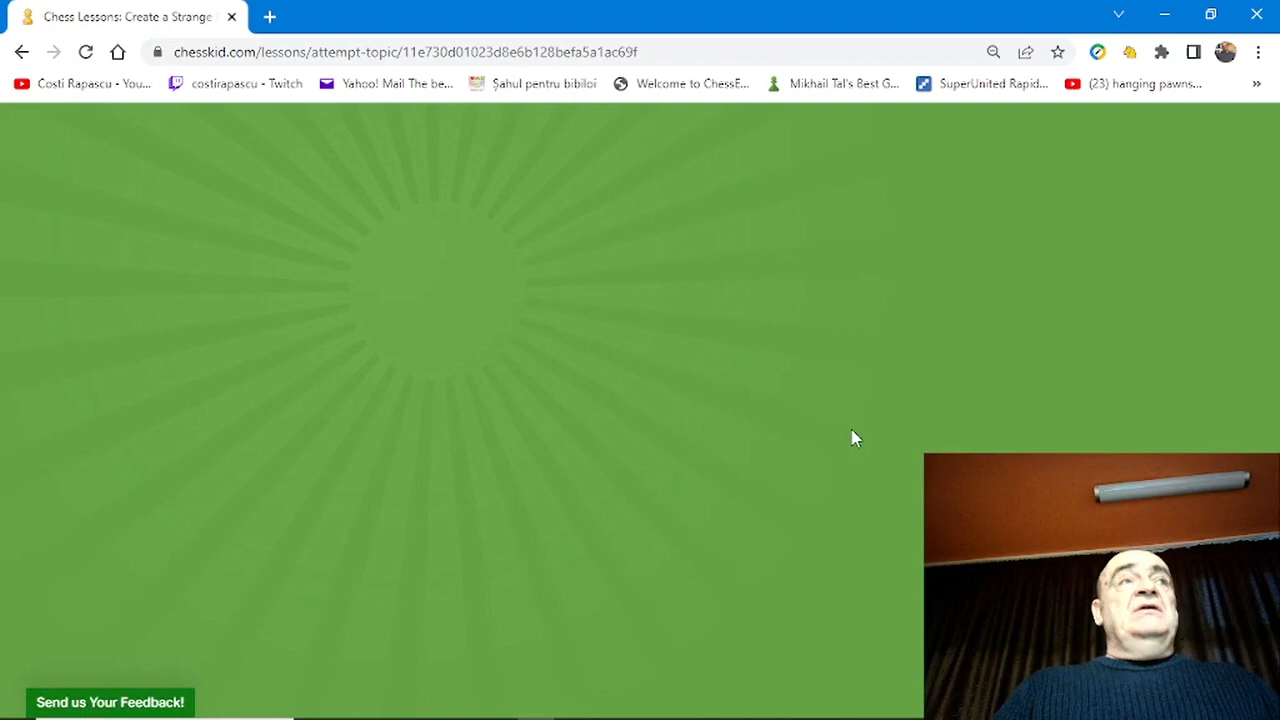 Chess Lessons: Create a Strange
chesskid.com/lessons/attempt-topic/11e730d01023d8e6b128befa5a1ac69f
Costi Rapascu - You... costirapascu - Twitch Yahoo! Mail The be... Șahul pentru bibiloi Welcome to ChessE... Mikhail Tal's Best G... SuperUnited Rapid... (23) hanging pawns... »
Send us Your Feedback!